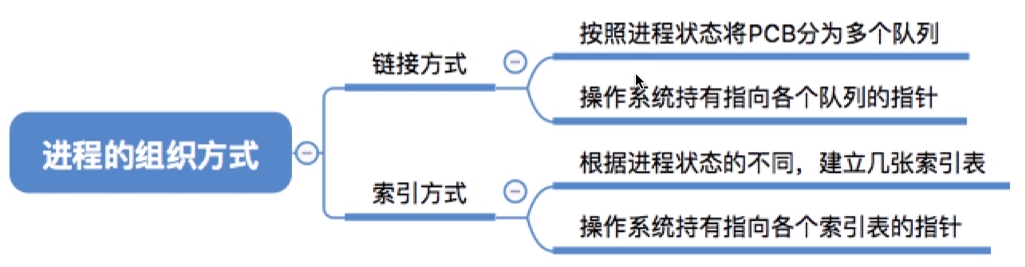 进程的组织方式
链接方式
按照进程状态将PCB分为多个队列
操作系统持有指向各个队列的指针
索引方式
根据进程状态的不同，建立几张索引表
操作系统持有指向各个索引表的指针